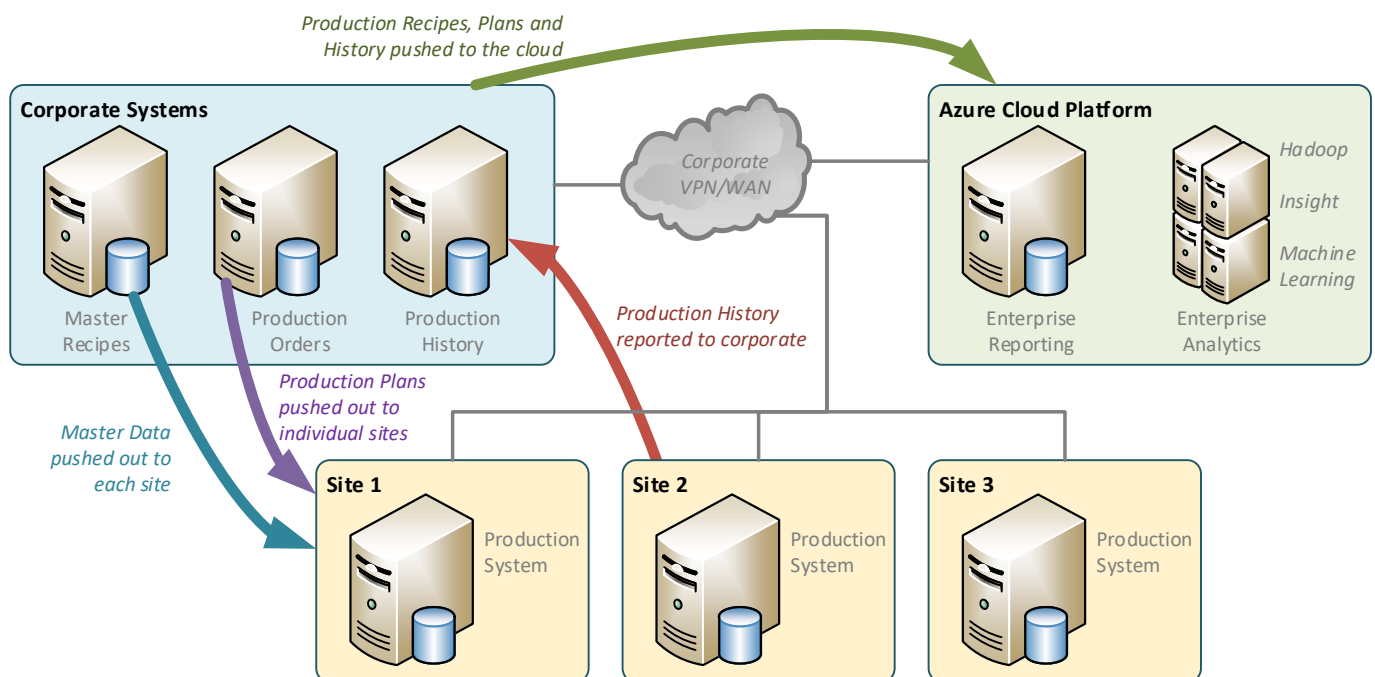 Production Recipes, Plans and
History pushed to the cloud
Corporate Systems
Master
Recipes
Production
Orders
Production
History
Corporate
VPN/WAN
Azure Cloud Platform
Hadoop
Insight
Machine
Learning
Enterprise
Reporting
Enterprise
Analytics
Production History
reported to corporate
Production Plans
pushed out to
individual sites
Master Data
pushed out to
each site
Site 1
Production
System
Site 2
Production
System
Site 3
Production
System